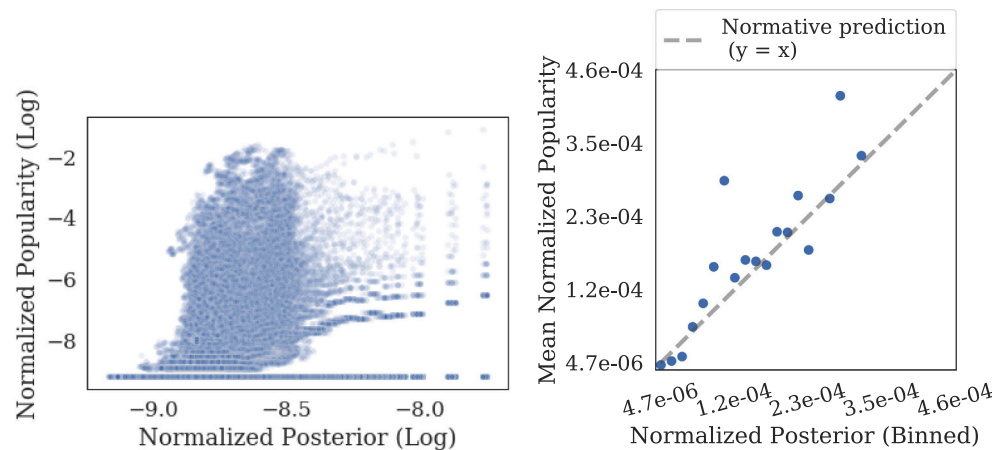 Normalized Popularity (Log)
−2
−4
−6
−8
−9.0
−8.5
−8.0
Normalized Posterior (Log)
Normative prediction
(y = x)
Mean Normalized Popularity
4.6e-04
3.5e-04
2.3e-04
1.2e-04
4.7e-06
4.7e-06
1.2e-04
2.3e-04
3.5e-04
4.6e-04
Normalized Posterior (Binned)